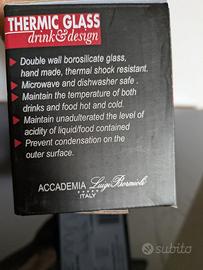 THERMIC GLASS
drink&design
Double wall borosilicate glass,
hand made, thermal shock resistant.
Microwave and dishwasher safe .
Maintain the temperature of both
drinks and food hot and cold.
Maintain unadulterated the level of
acidity of liquid/food contained
Prevent condensation on the
outer surface.
ACCADEMIA Luigi Bormioli
ITALY
subito